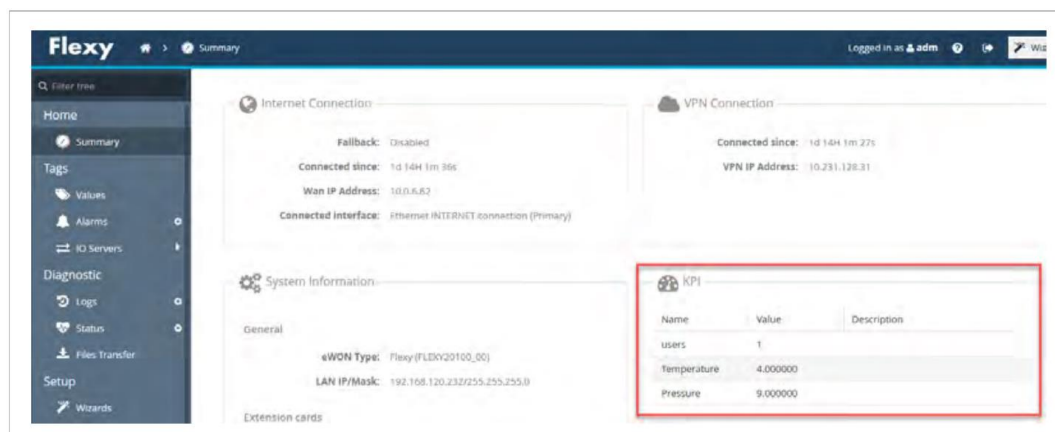 Flexy
Summary
Logged in as adm
Wiz
Filter tree
Home
Summary
Tags
Values
Alarms
IO Servers
Diagnostic
Logs
Status
Files Transfer
Setup
Wizards
Internet Connection
Fallback: Disabled
Connected since: 1d 14H 1m 36s
Wan IP Address: 10.0.6.82
Connected interface: Ethernet INTERNET connection (Primary)
VPN Connection
Connected since: 1d 14H 1m 27s
VPN IP Address: 10.231.128.31
System Information
General
eWON Type: Flexy (FLEXY20100_00)
LAN IP/Mask: 192.168.120.232/255.255.255.0
Extension cards
KPI
Name Value Description
users 1
Temperature 4.000000
Pressure 9.000000